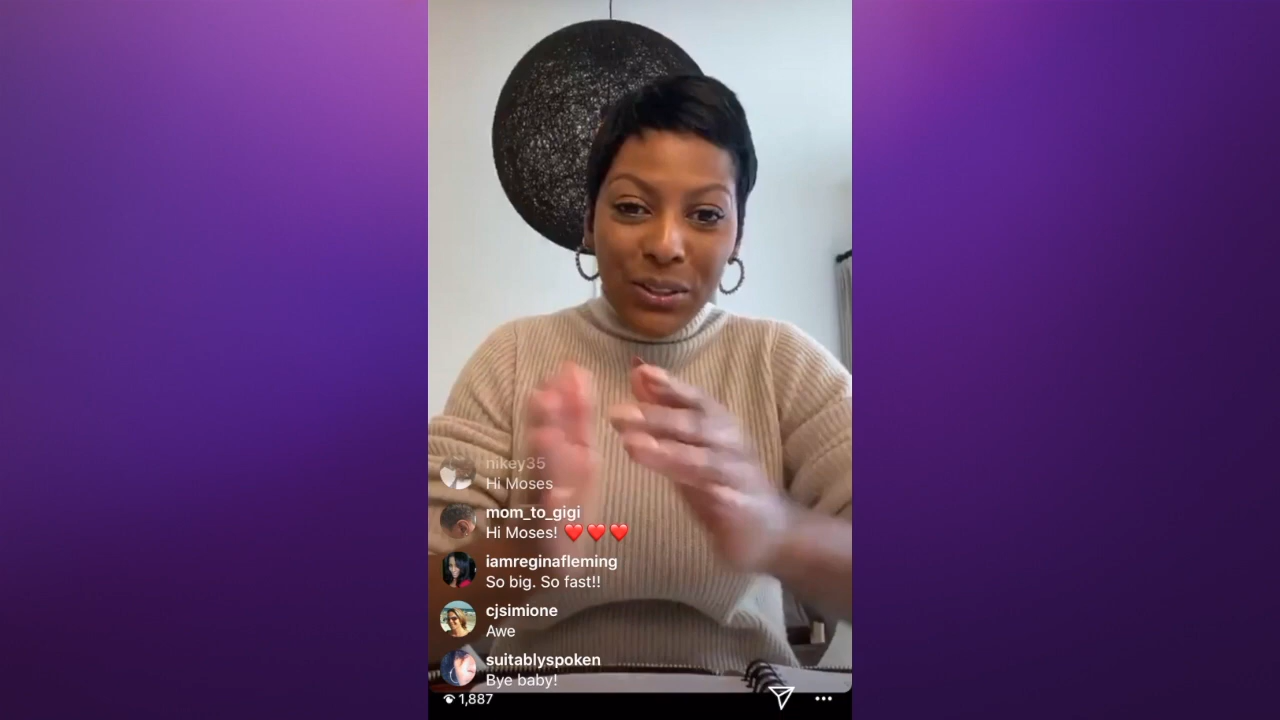 nikey35
Hi Moses
mom_to_gigi
Hi Moses! ❤️❤️❤️
iamreginafleming
So big. So fast!!
cjsimione
Awe
suitablyspoken
Bye baby!
1,887